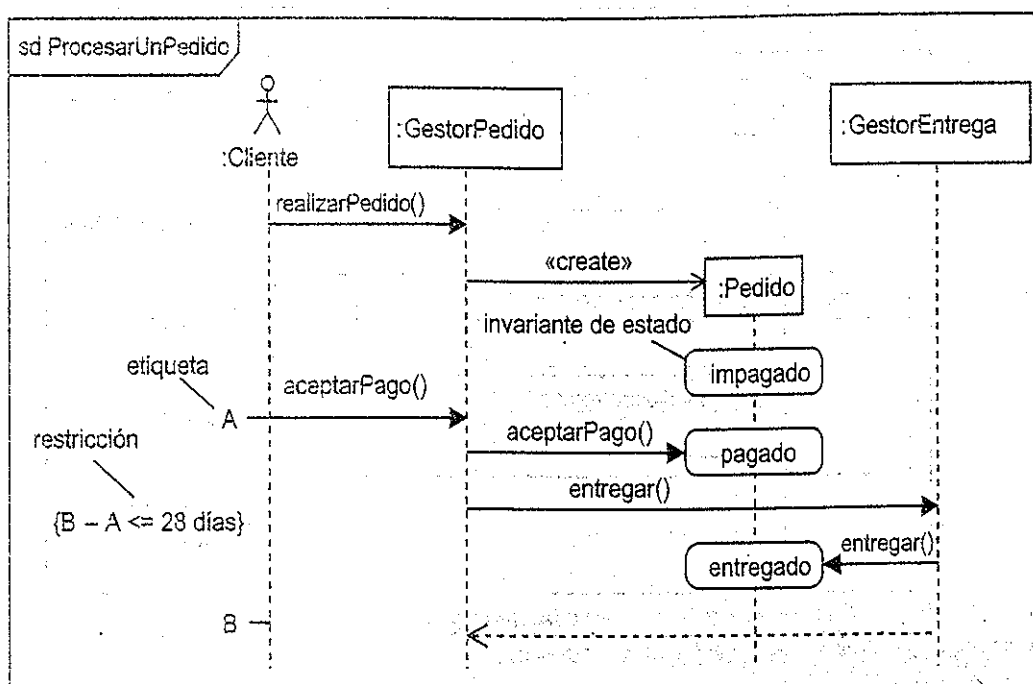 sd ProcesarUnPedido
:Cliente
:GestorPedido
:GestorEntrega
realizarPedido()
«create»
:Pedido
invariante de estado
impagado
etiqueta
A
aceptarPago()
restricción
aceptarPago()
pagado
entregar()
{B – A <= 28 días}
entregar()
entregado
B